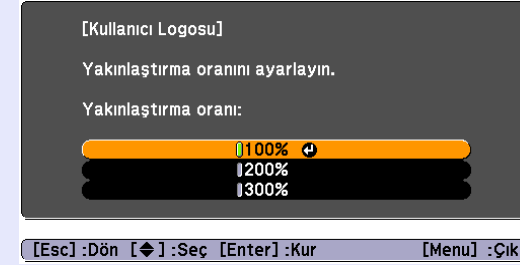 [Kullanıcı Logosu]
Yakınlaştırma oranını ayarlayın.
Yakınlaştırma oranı:
100%
200%
300%
[Esc] :Dön [◆] :Seç [Enter] :Kur [Menu] :Çık